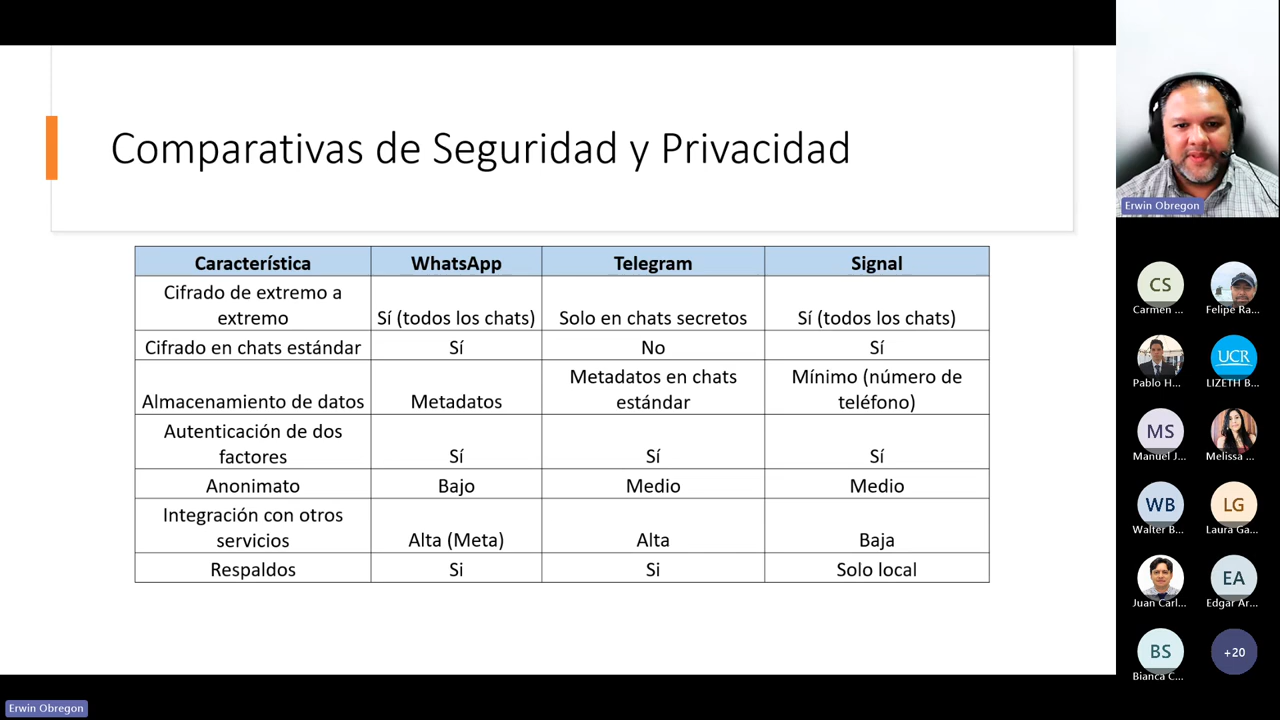 Comparativas de Seguridad y Privacidad
Característica WhatsApp Telegram Signal
Cifrado de extremo a
extremo Sí (todos los chats) Solo en chats secretos Sí (todos los chats)
Cifrado en chats estándar Sí No Sí
Metadatos en chats Mínimo (número de
Almacenamiento de datos Metadatos estándar teléfono)
Autenticación de dos
factores Sí Sí Sí
Anonimato Bajo Medio Medio
Integración con otros
servicios Alta (Meta) Alta Baja
Respaldos Si Si Solo local
Erwin Obregon
CS
Carmen ... Felipe Ra...
UCR
Pablo H... LIZETH B...
MS
Manuel J... Melissa ...
WB LG
Walter B... Laura Ga...
EA
Juan Carl... Edgar Ar...
BS +20
Bianca C...
Erwin Obregon